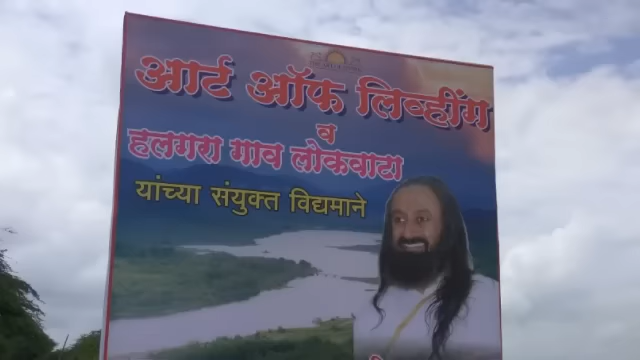 आर्ट ऑफ लिव्हींग
व
हलगरा गाव लोकवाटा
यांच्या संयुक्त विद्यमाने